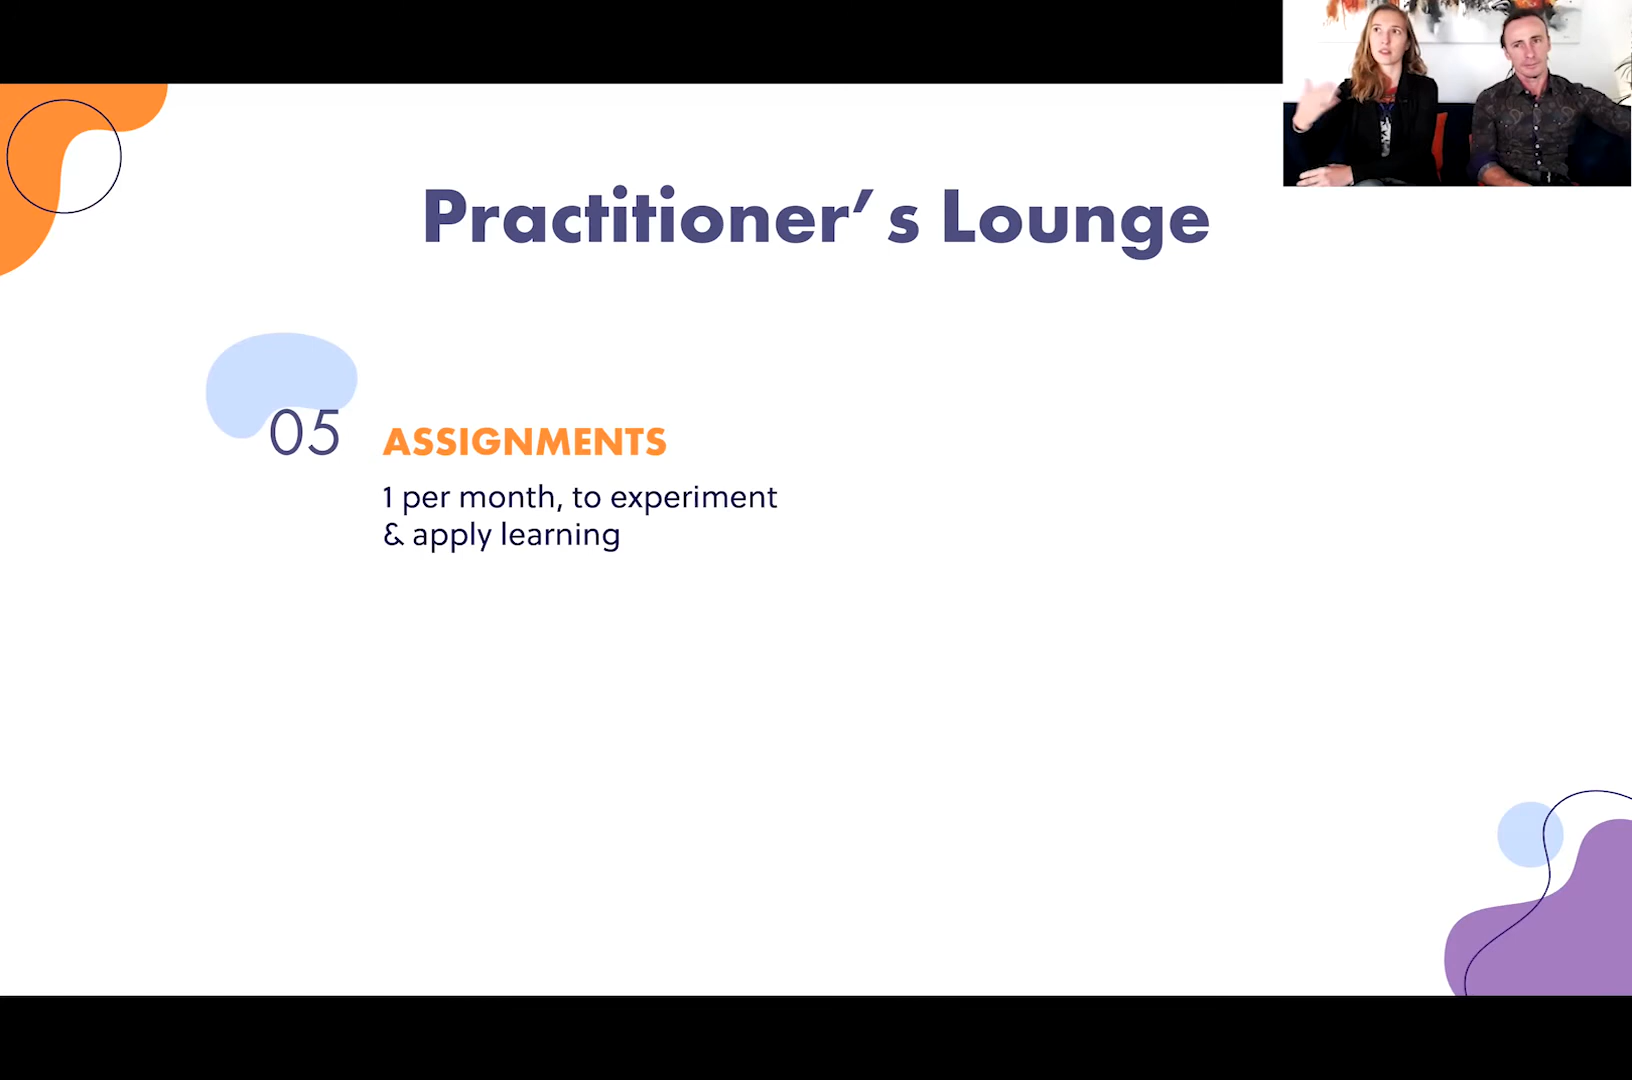 Practitioner’s Lounge
05
ASSIGNMENTS
1 per month, to experiment
& apply learning